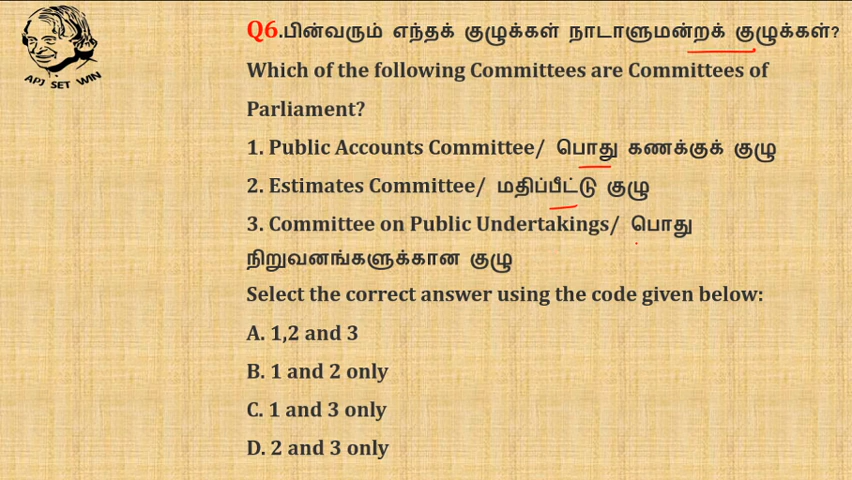 APJ SET WIN
Q6.பின்வரும் எந்தக் குழுக்கள் நாடாளுமன்றக் குழுக்கள்?
Which of the following Committees are Committees of
Parliament?
1. Public Accounts Committee/ பொது கணக்குக் குழு
2. Estimates Committee/ மதிப்பீட்டு குழு
3. Committee on Public Undertakings/ பொது
நிறுவனங்களுக்கான குழு
Select the correct answer using the code given below:
A. 1,2 and 3
B. 1 and 2 only
C. 1 and 3 only
D. 2 and 3 only